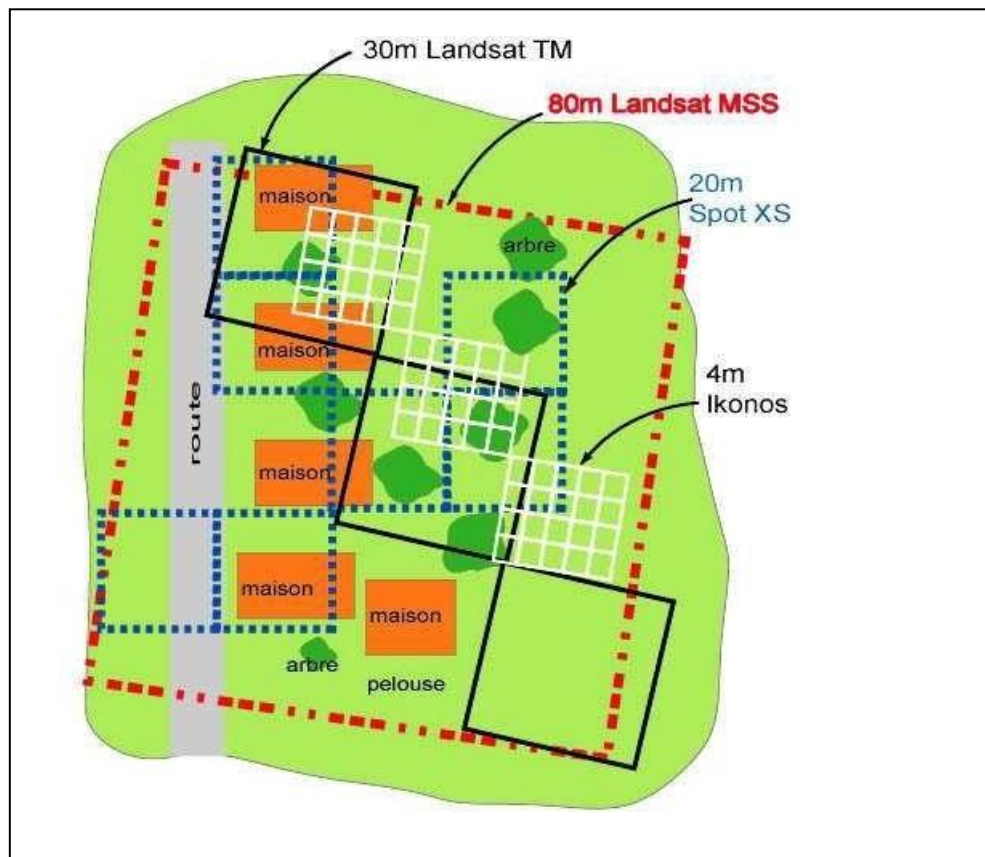 30m Landsat TM
80m Landsat MSS
20m
Spot XS
maison
arbre
maison
4m
Ikonos
route
maison
maison
maison
arbre
pelouse